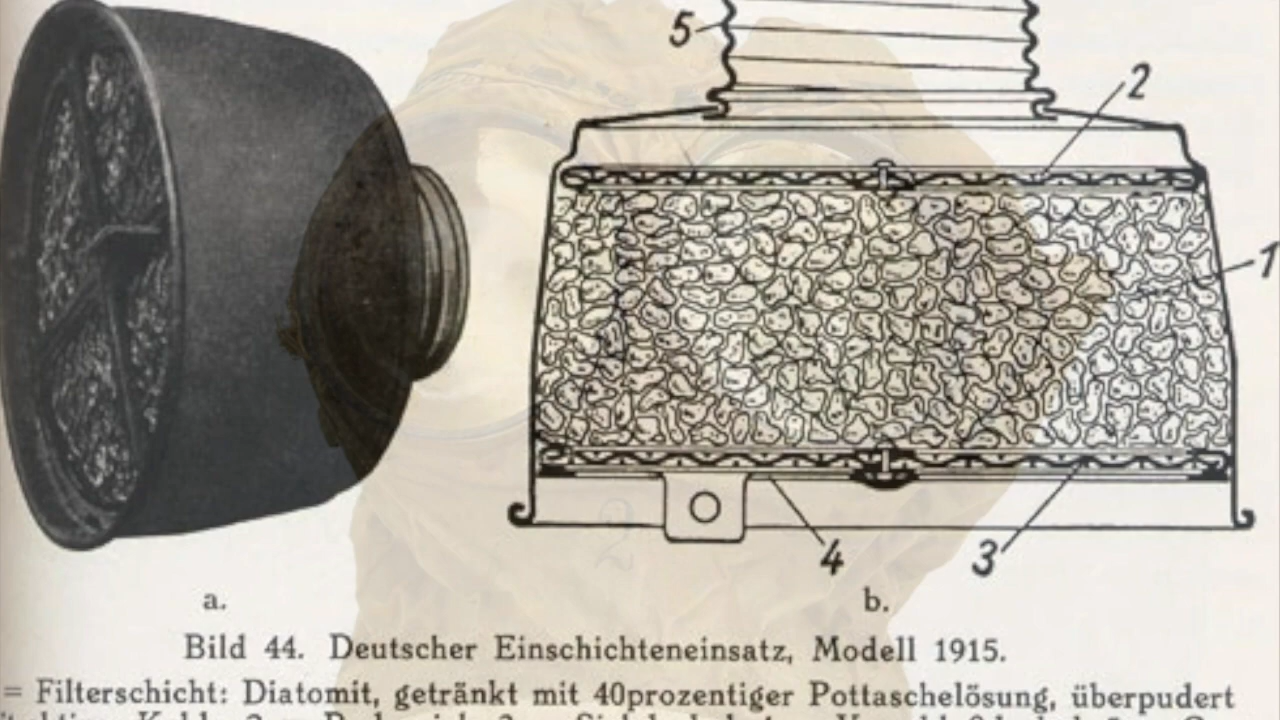 5
2
1
4
3
a.
b.
Bild 44. Deutscher Einschichteneinsatz, Modell 1915.
= Filterschicht: Diatomit, getränkt mit 40prozentiger Pottaschelösung, überpudert